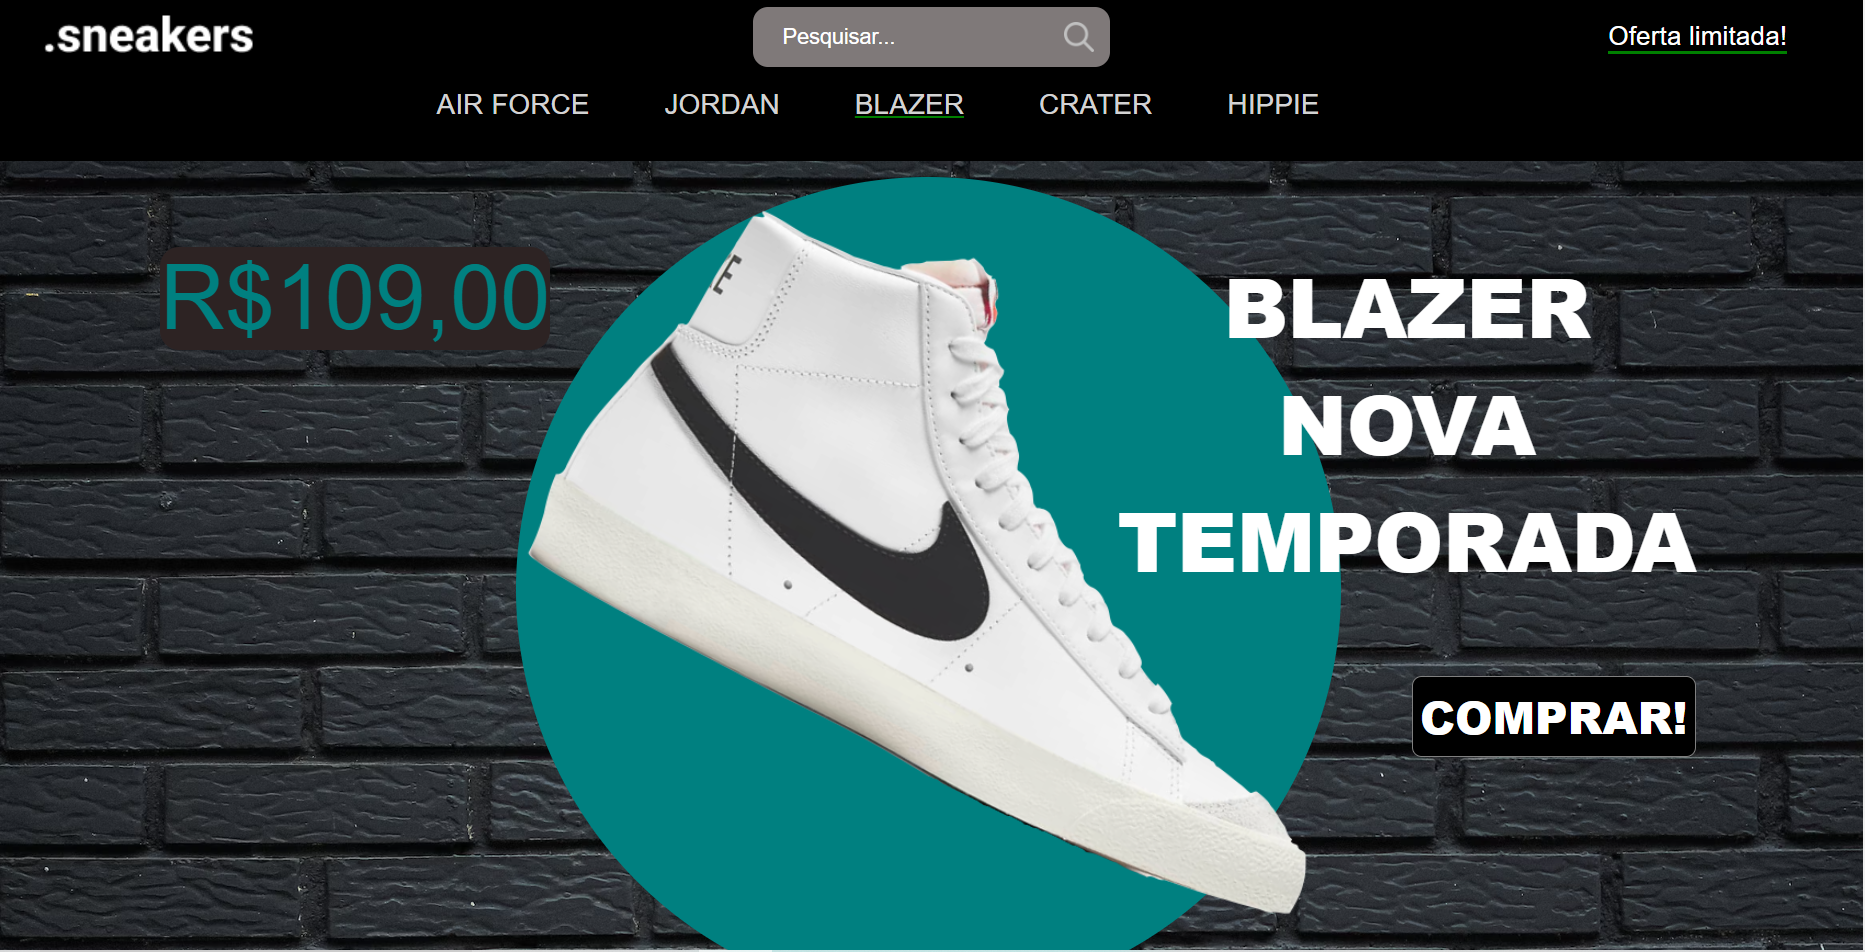 .sneakers
Pesquisar...
Oferta limitada!
AIR FORCE
JORDAN
BLAZER
CRATER
HIPPIE
R$109,00
BLAZER
NOVA
TEMPORADA
COMPRAR!